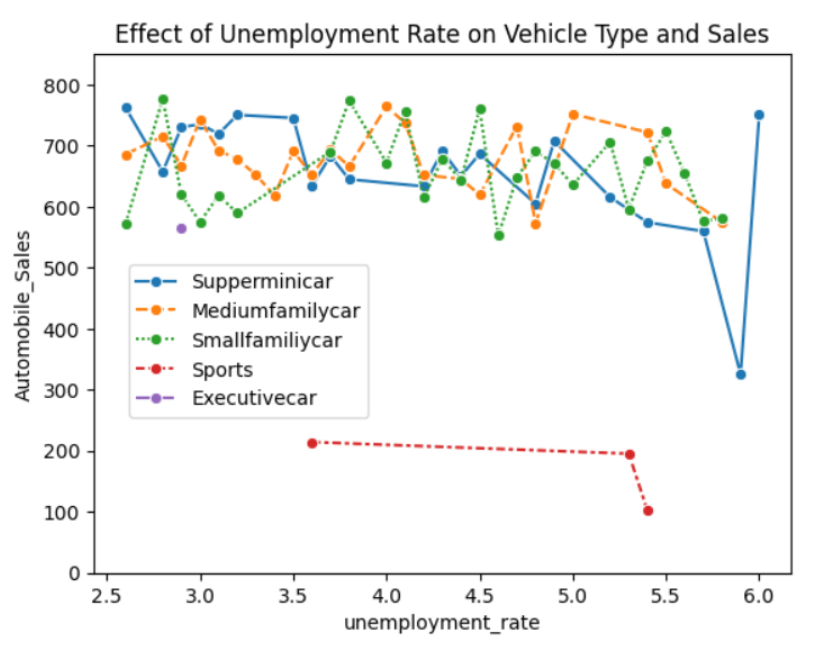 Effect of Unemployment Rate on Vehicle Type and Sales
Automobile_Sales
800
700
600
500
400
300
200
100
0
Supperminicar
Mediumfamilycar
Smallfamiliycar
Sports
Executivecar
2.5 3.0 3.5 4.0 4.5 5.0 5.5 6.0
unemployment_rate